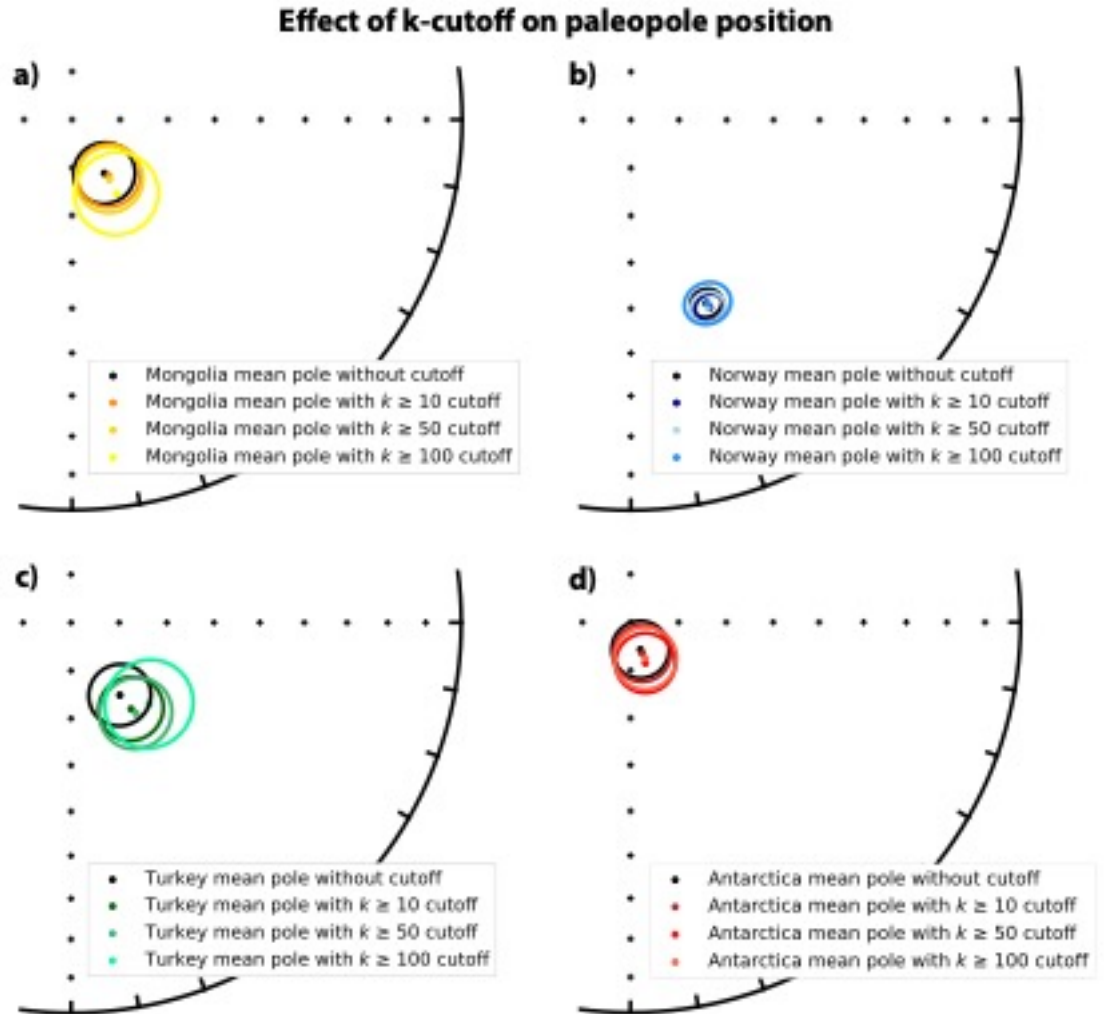 Effect of k-cutoff on paleopole position
a)
b)
Mongolia mean pole without cutoff
Mongolia mean pole with k ≥ 10 cutoff
Mongolia mean pole with k ≥ 50 cutoff
Mongolia mean pole with k ≥ 100 cutoff
Norway mean pole without cutoff
Norway mean pole with k ≥ 10 cutoff
Norway mean pole with k ≥ 50 cutoff
Norway mean pole with k ≥ 100 cutoff
c)
d)
Turkey mean pole without cutoff
Turkey mean pole with k ≥ 10 cutoff
Turkey mean pole with k ≥ 50 cutoff
Turkey mean pole with k ≥ 100 cutoff
Antarctica mean pole without cutoff
Antarctica mean pole with k ≥ 10 cutoff
Antarctica mean pole with k ≥ 50 cutoff
Antarctica mean pole with k ≥ 100 cutoff